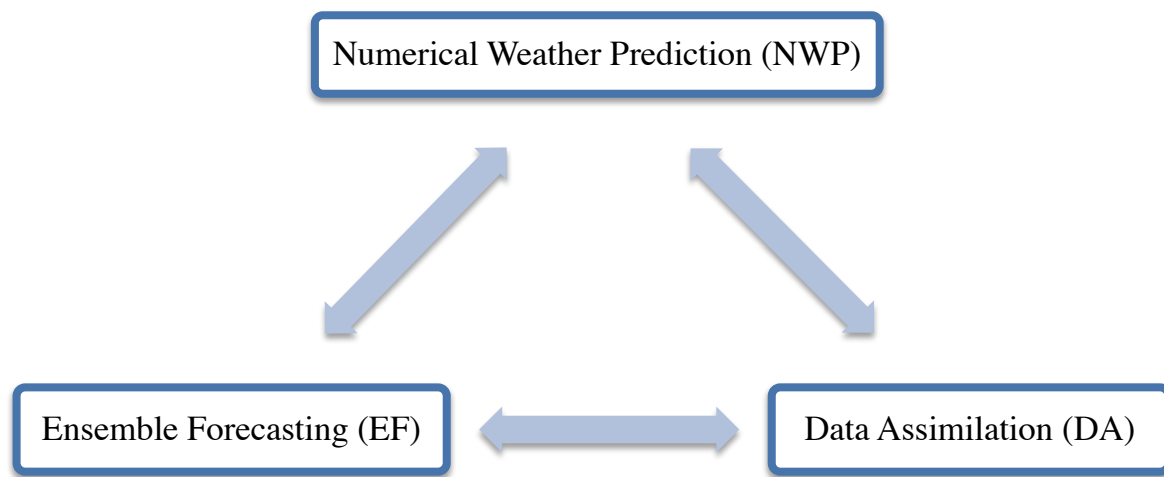 Numerical Weather Prediction (NWP)
Ensemble Forecasting (EF)
Data Assimilation (DA)